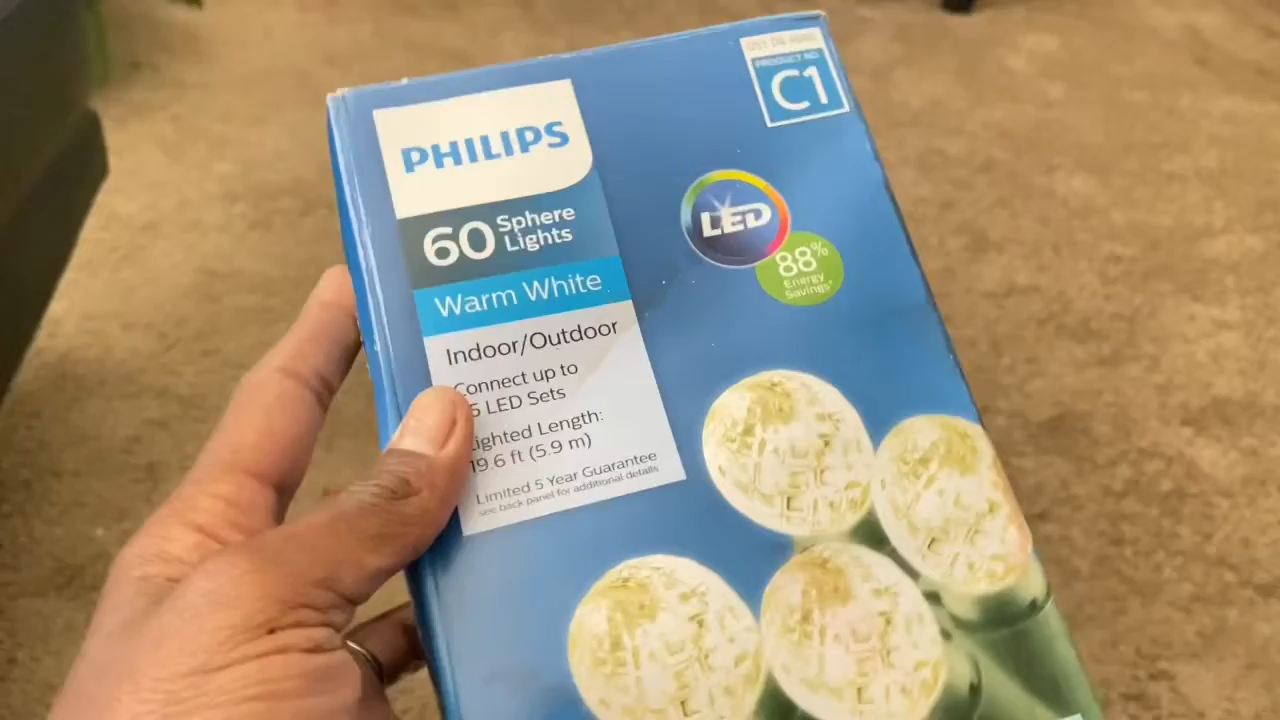 PHILIPS
60 Sphere
Lights
Warm White
Indoor/Outdoor
Connect up to
5 LED Sets
Lighted Length:
19.6 ft (5.9 m)
Limited 5 Year Guarantee
see back panel for additional details
PRODUCT NO
C1
LED
88%
Energy
Savings*